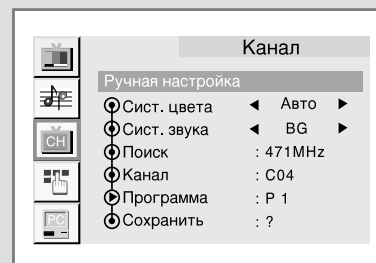 Канал
Ручная настройка
Сист. цвета ◄ Авто ►
Сист. звука ◄ BG ►
CH
Поиск : 471MHz
Канал : C04
Программа : P 1
PC
Сохранить : ?